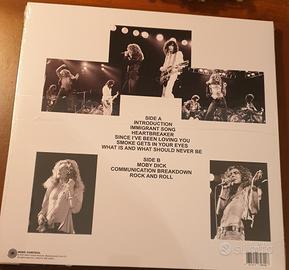 SIDE A
INTRODUCTION
IMMIGRANT SONG
HEARTBREAKER
SINCE I'VE BEEN LOVING YOU
SMOKE GETS IN YOUR EYES
WHAT IS AND WHAT SHOULD NEVER BE
SIDE B
MOBY DICK
COMMUNICATION BREAKDOWN
ROCK AND ROLL
subito